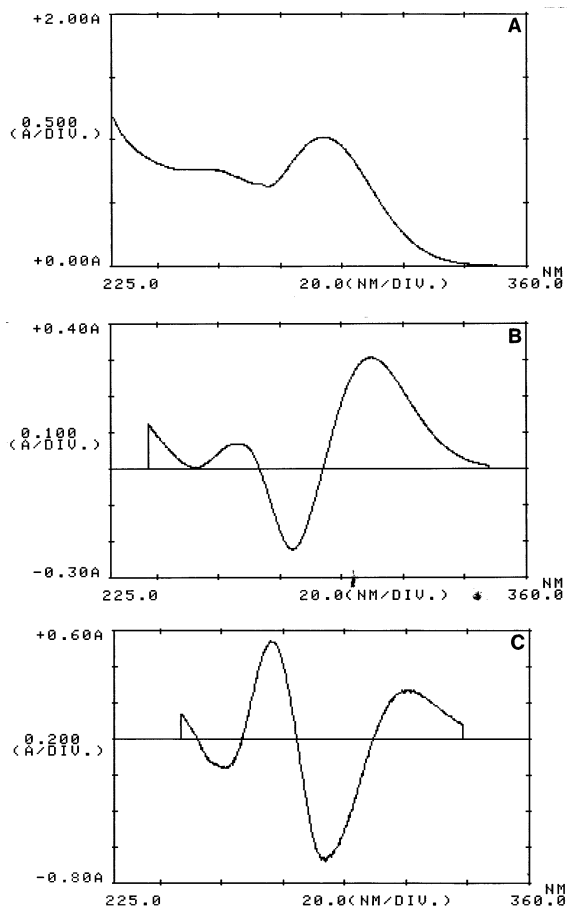 +2.00A
A
0.500
(A/DIV.)
+0.00A
NM
225.0 20.0(NM/DIV.) 360.0
+0.40A
B
0.100
(A/DIV.)
-0.30A
NM
225.0 20.0(NM/DIV.) 360.0
+0.60A
C
0.200
(A/DIV.)
-0.80A
NM
225.0 20.0(NM/DIV.) 360.0